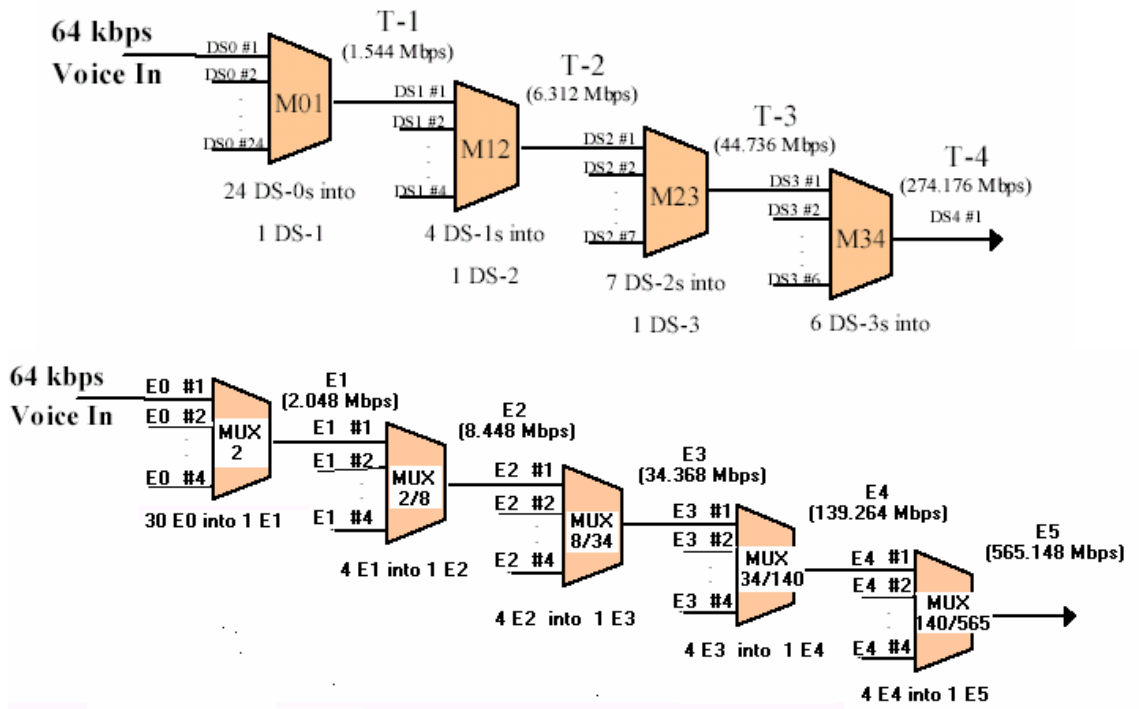 64 kbps
Voice In
DS0 #1
DS0 #2
DS0 #24
M01
24 DS-0s into
1 DS-1
T-1
(1.544 Mbps)
DS1 #1
DS1 #2
DS1 #4
M12
4 DS-1s into
1 DS-2
T-2
(6.312 Mbps)
DS2 #1
DS2 #2
DS2 #7
M23
7 DS-2s into
1 DS-3
T-3
(44.736 Mbps)
DS3 #1
DS3 #2
DS3 #6
M34
6 DS-3s into
T-4
(274.176 Mbps)
DS4 #1
64 kbps
Voice In
E0 #1
E0 #2
E0 #4
MUX
2
30 E0 into 1 E1
E1
(2.048 Mbps)
E1 #1
E1 #2
E1 #4
MUX
2/8
4 E1 into 1 E2
E2
(8.448 Mbps)
E2 #1
E2 #2
E2 #4
MUX
8/34
4 E2 into 1 E3
E3
(34.368 Mbps)
E3 #1
E3 #2
E3 #4
MUX
34/140
4 E3 into 1 E4
E4
(139.264 Mbps)
E4 #1
E4 #2
E4 #4
MUX
140/565
4 E4 into 1 E5
E5
(565.148 Mbps)